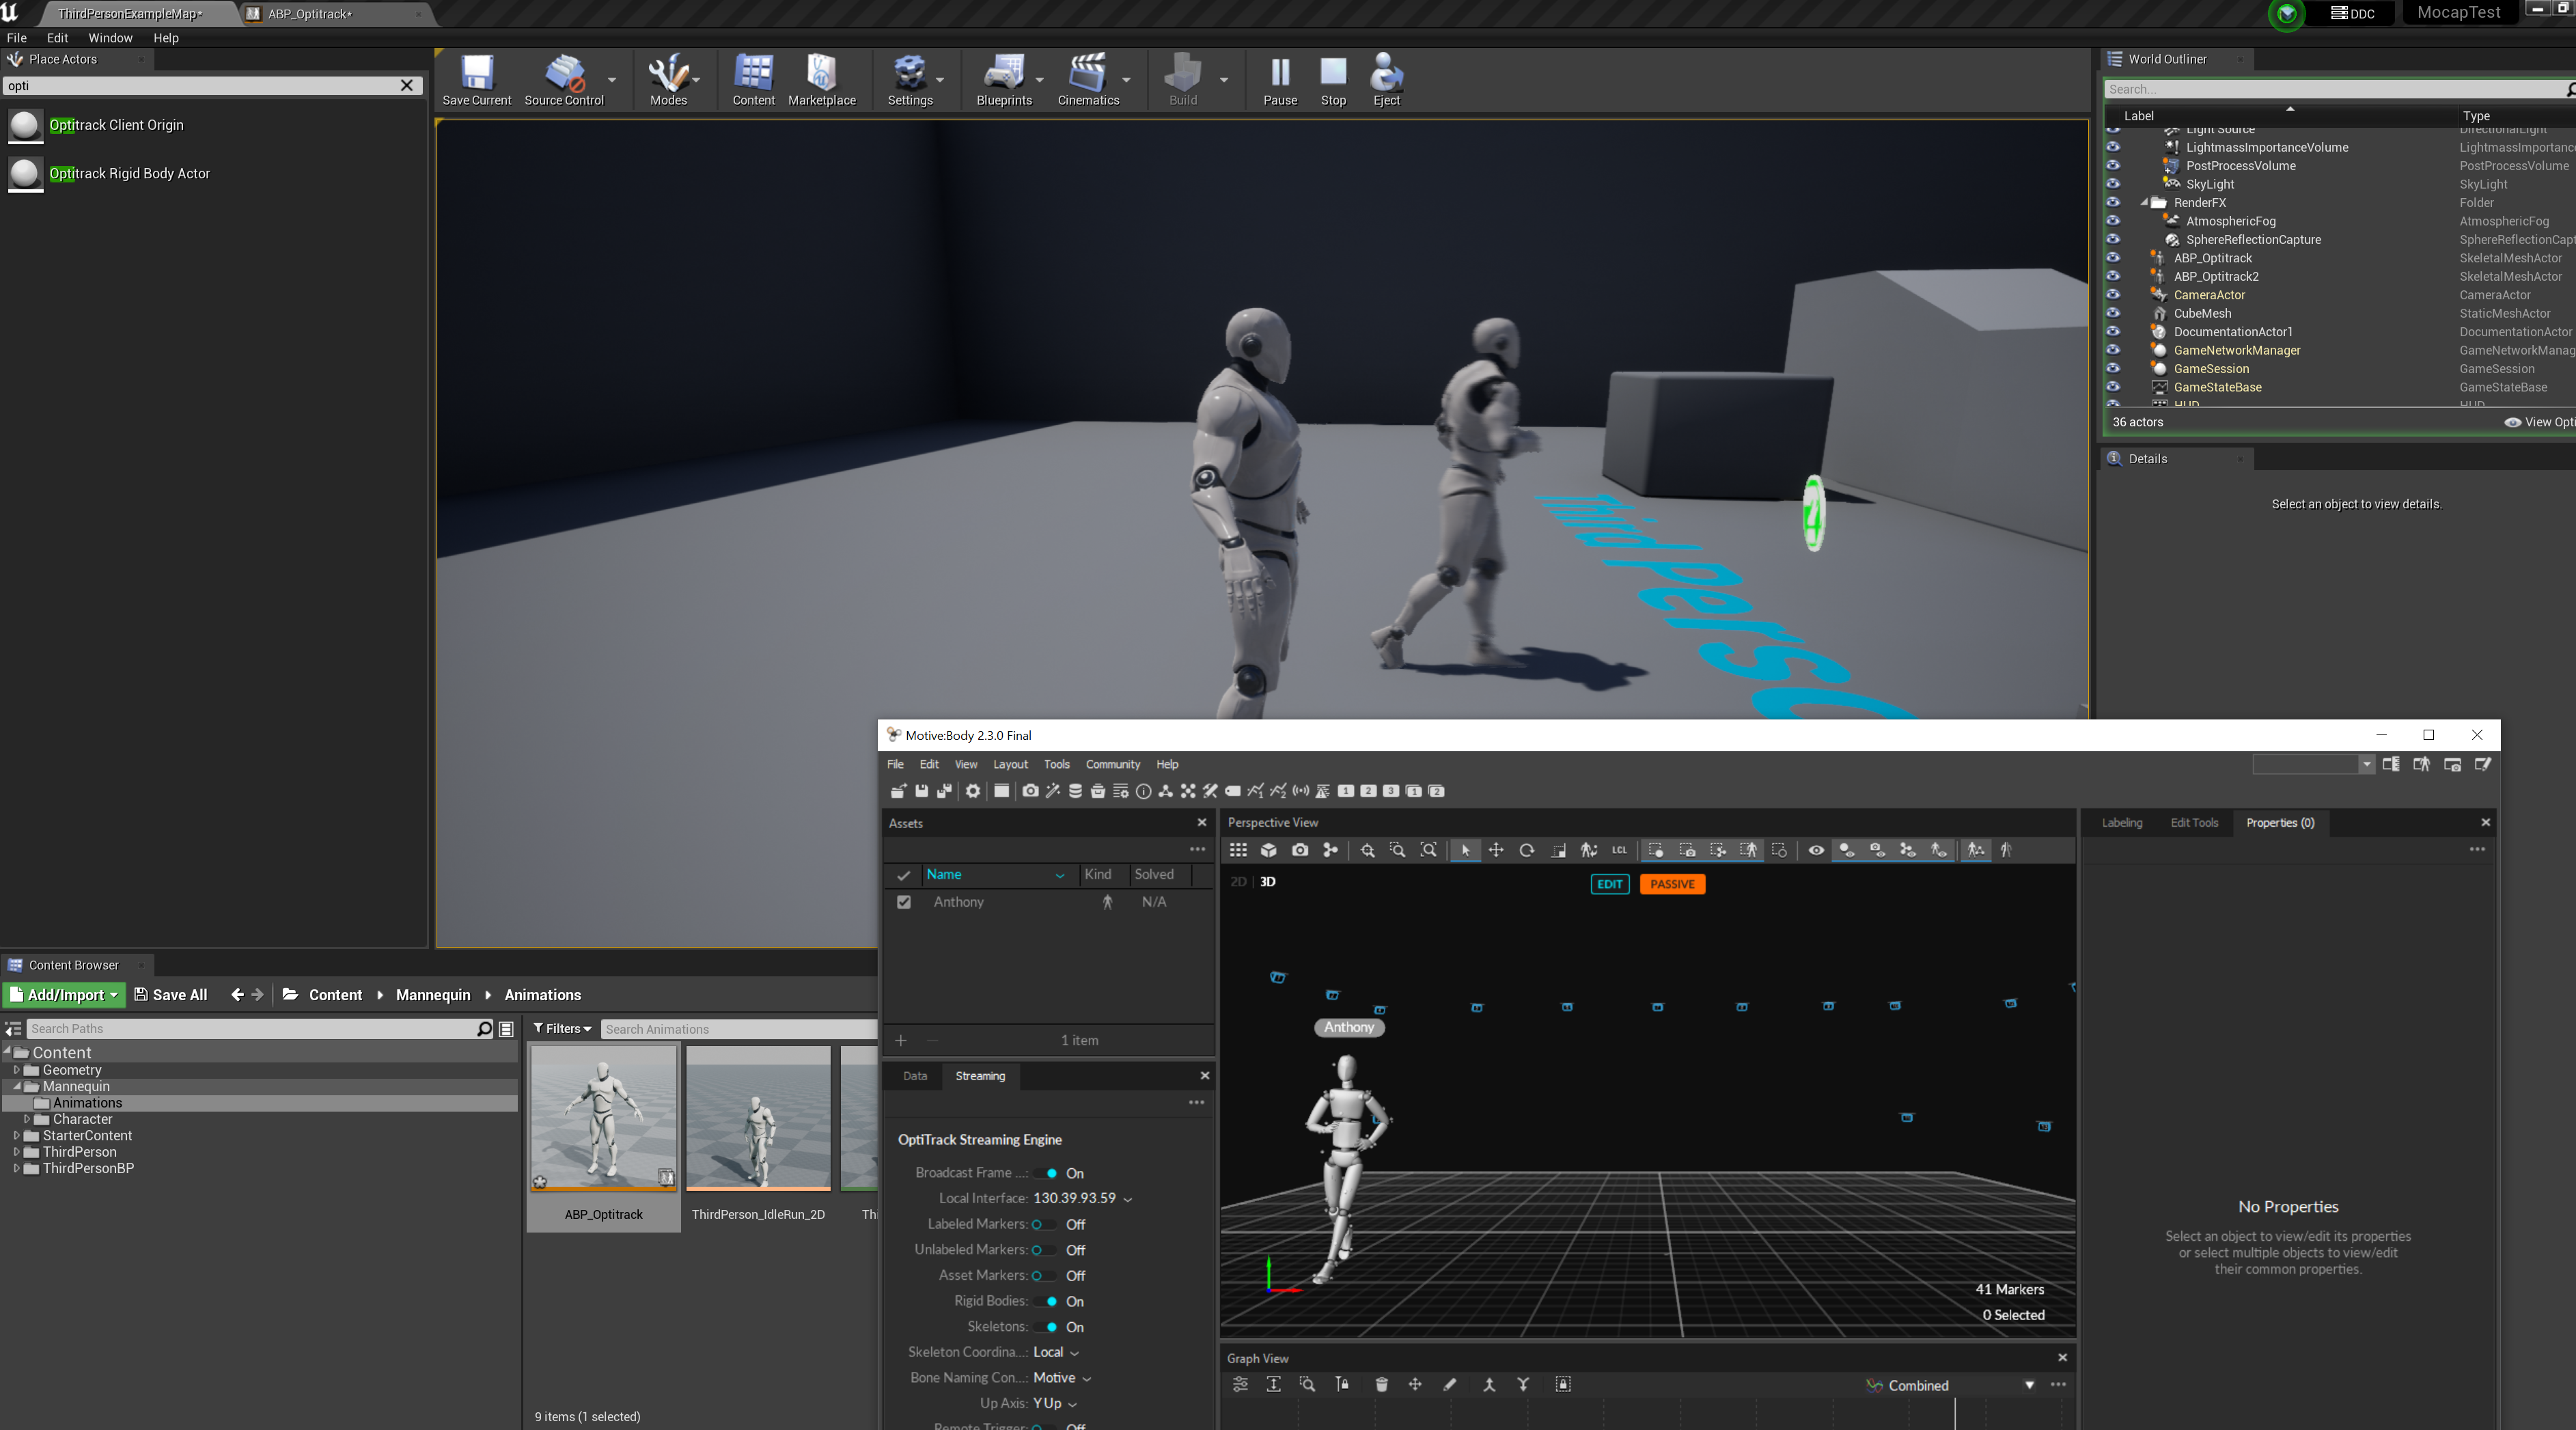 ThirdPersonExampleMap*
ABP_Optitrack*
DDC
MocapTest
File Edit Window Help
Place Actors
opti
Optitrack Client Origin
Optitrack Rigid Body Actor
Save Current
Source Control
Modes
Content
Marketplace
Settings
Blueprints
Cinematics
Build
Pause
Stop
Eject
World Outliner
Search...
Label Type
Light Source DirectionalLight
LightmassImportanceVolume LightmassImportance
PostProcessVolume PostProcessVolume
SkyLight SkyLight
RenderFX Folder
AtmosphericFog AtmosphericFog
SphereReflectionCapture SphereReflectionCapt
ABP_Optitrack SkeletalMeshActor
ABP_Optitrack2 SkeletalMeshActor
CameraActor CameraActor
CubeMesh StaticMeshActor
DocumentationActor1 DocumentationActor
GameNetworkManager GameNetworkManag
GameSession GameSession
GameStateBase GameStateBase
HUD HUD
36 actors
View Opti
Details
Select an object to view details.
Content Browser
Add/Import
Save All
Content Mannequin Animations
Search Paths
Filters
Search Animations
Content
Geometry
Mannequin
Animations
Character
StarterContent
ThirdPerson
ThirdPersonBP
ABP_Optitrack
ThirdPerson_IdleRun_2D
Thi
9 items (1 selected)
Motive:Body 2.3.0 Final
File Edit View Layout Tools Community Help
1 2 3 1 2
Assets
Name Kind Solved
Anthony N/A
1 item
Data Streaming
OptiTrack Streaming Engine
Broadcast Frame ...: On
Local Interface: 130.39.93.59
Labeled Markers: Off
Unlabeled Markers: Off
Asset Markers: Off
Rigid Bodies: On
Skeletons: On
Skeleton Coordina...: Local
Bone Naming Con...: Motive
Up Axis: Y Up
Remote Trigger: Off
Perspective View
LCL
2D | 3D
EDIT
PASSIVE
Anthony
41 Markers
0 Selected
Graph View
Combined
Labeling
Edit Tools
Properties (0)
No Properties
Select an object to view/edit its properties
or select multiple objects to view/edit
their common properties.